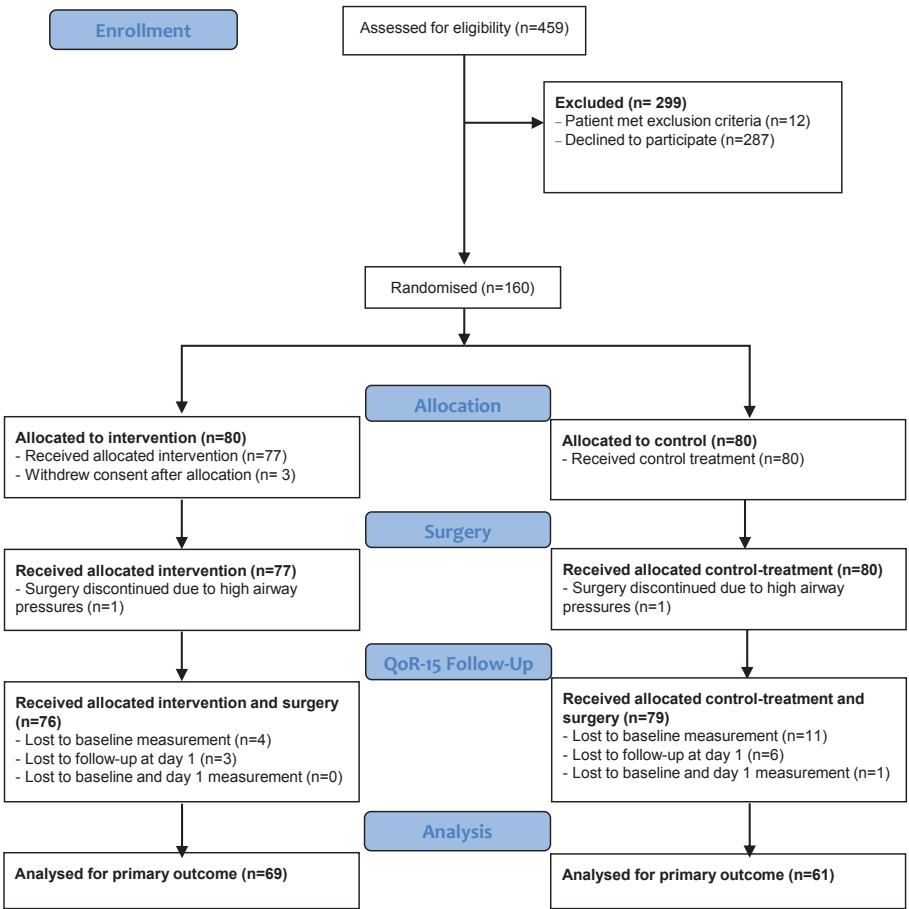 Enrollment
Assessed for eligibility (n=459)
Excluded (n= 299)
– Patient met exclusion criteria (n=12)
– Declined to participate (n=287)
Randomised (n=160)
Allocation
Allocated to intervention (n=80)
- Received allocated intervention (n=77)
- Withdrew consent after allocation (n= 3)
Allocated to control (n=80)
- Received control treatment (n=80)
Surgery
Received allocated intervention (n=77)
- Surgery discontinued due to high airway
pressures (n=1)
Received allocated control-treatment (n=80)
- Surgery discontinued due to high airway
pressures (n=1)
QoR-15 Follow-Up
Received allocated intervention and surgery
(n=76)
- Lost to baseline measurement (n=4)
- Lost to follow-up at day 1 (n=3)
- Lost to baseline and day 1 measurement (n=0)
Received allocated control-treatment and
surgery (n=79)
- Lost to baseline measurement (n=11)
- Lost to follow-up at day 1 (n=6)
- Lost to baseline and day 1 measurement (n=1)
Analysis
Analysed for primary outcome (n=69)
Analysed for primary outcome (n=61)